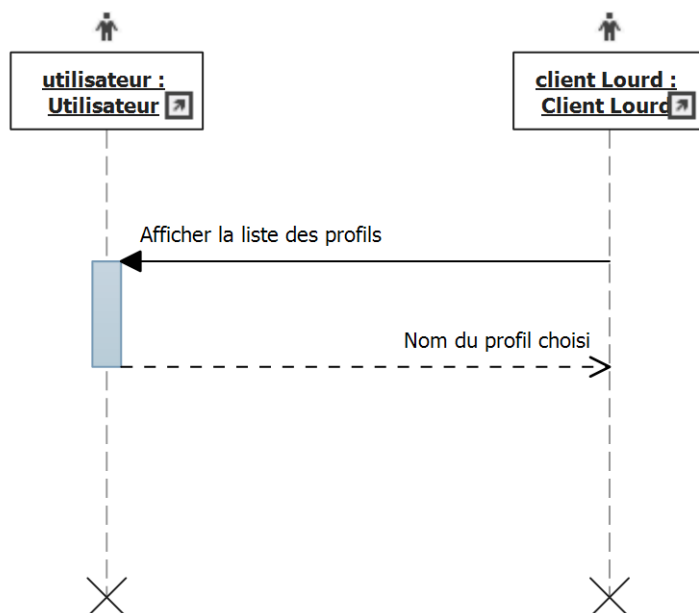 utilisateur :
Utilisateur
client Lourd :
Client Lourd
Afficher la liste des profils
Nom du profil choisi